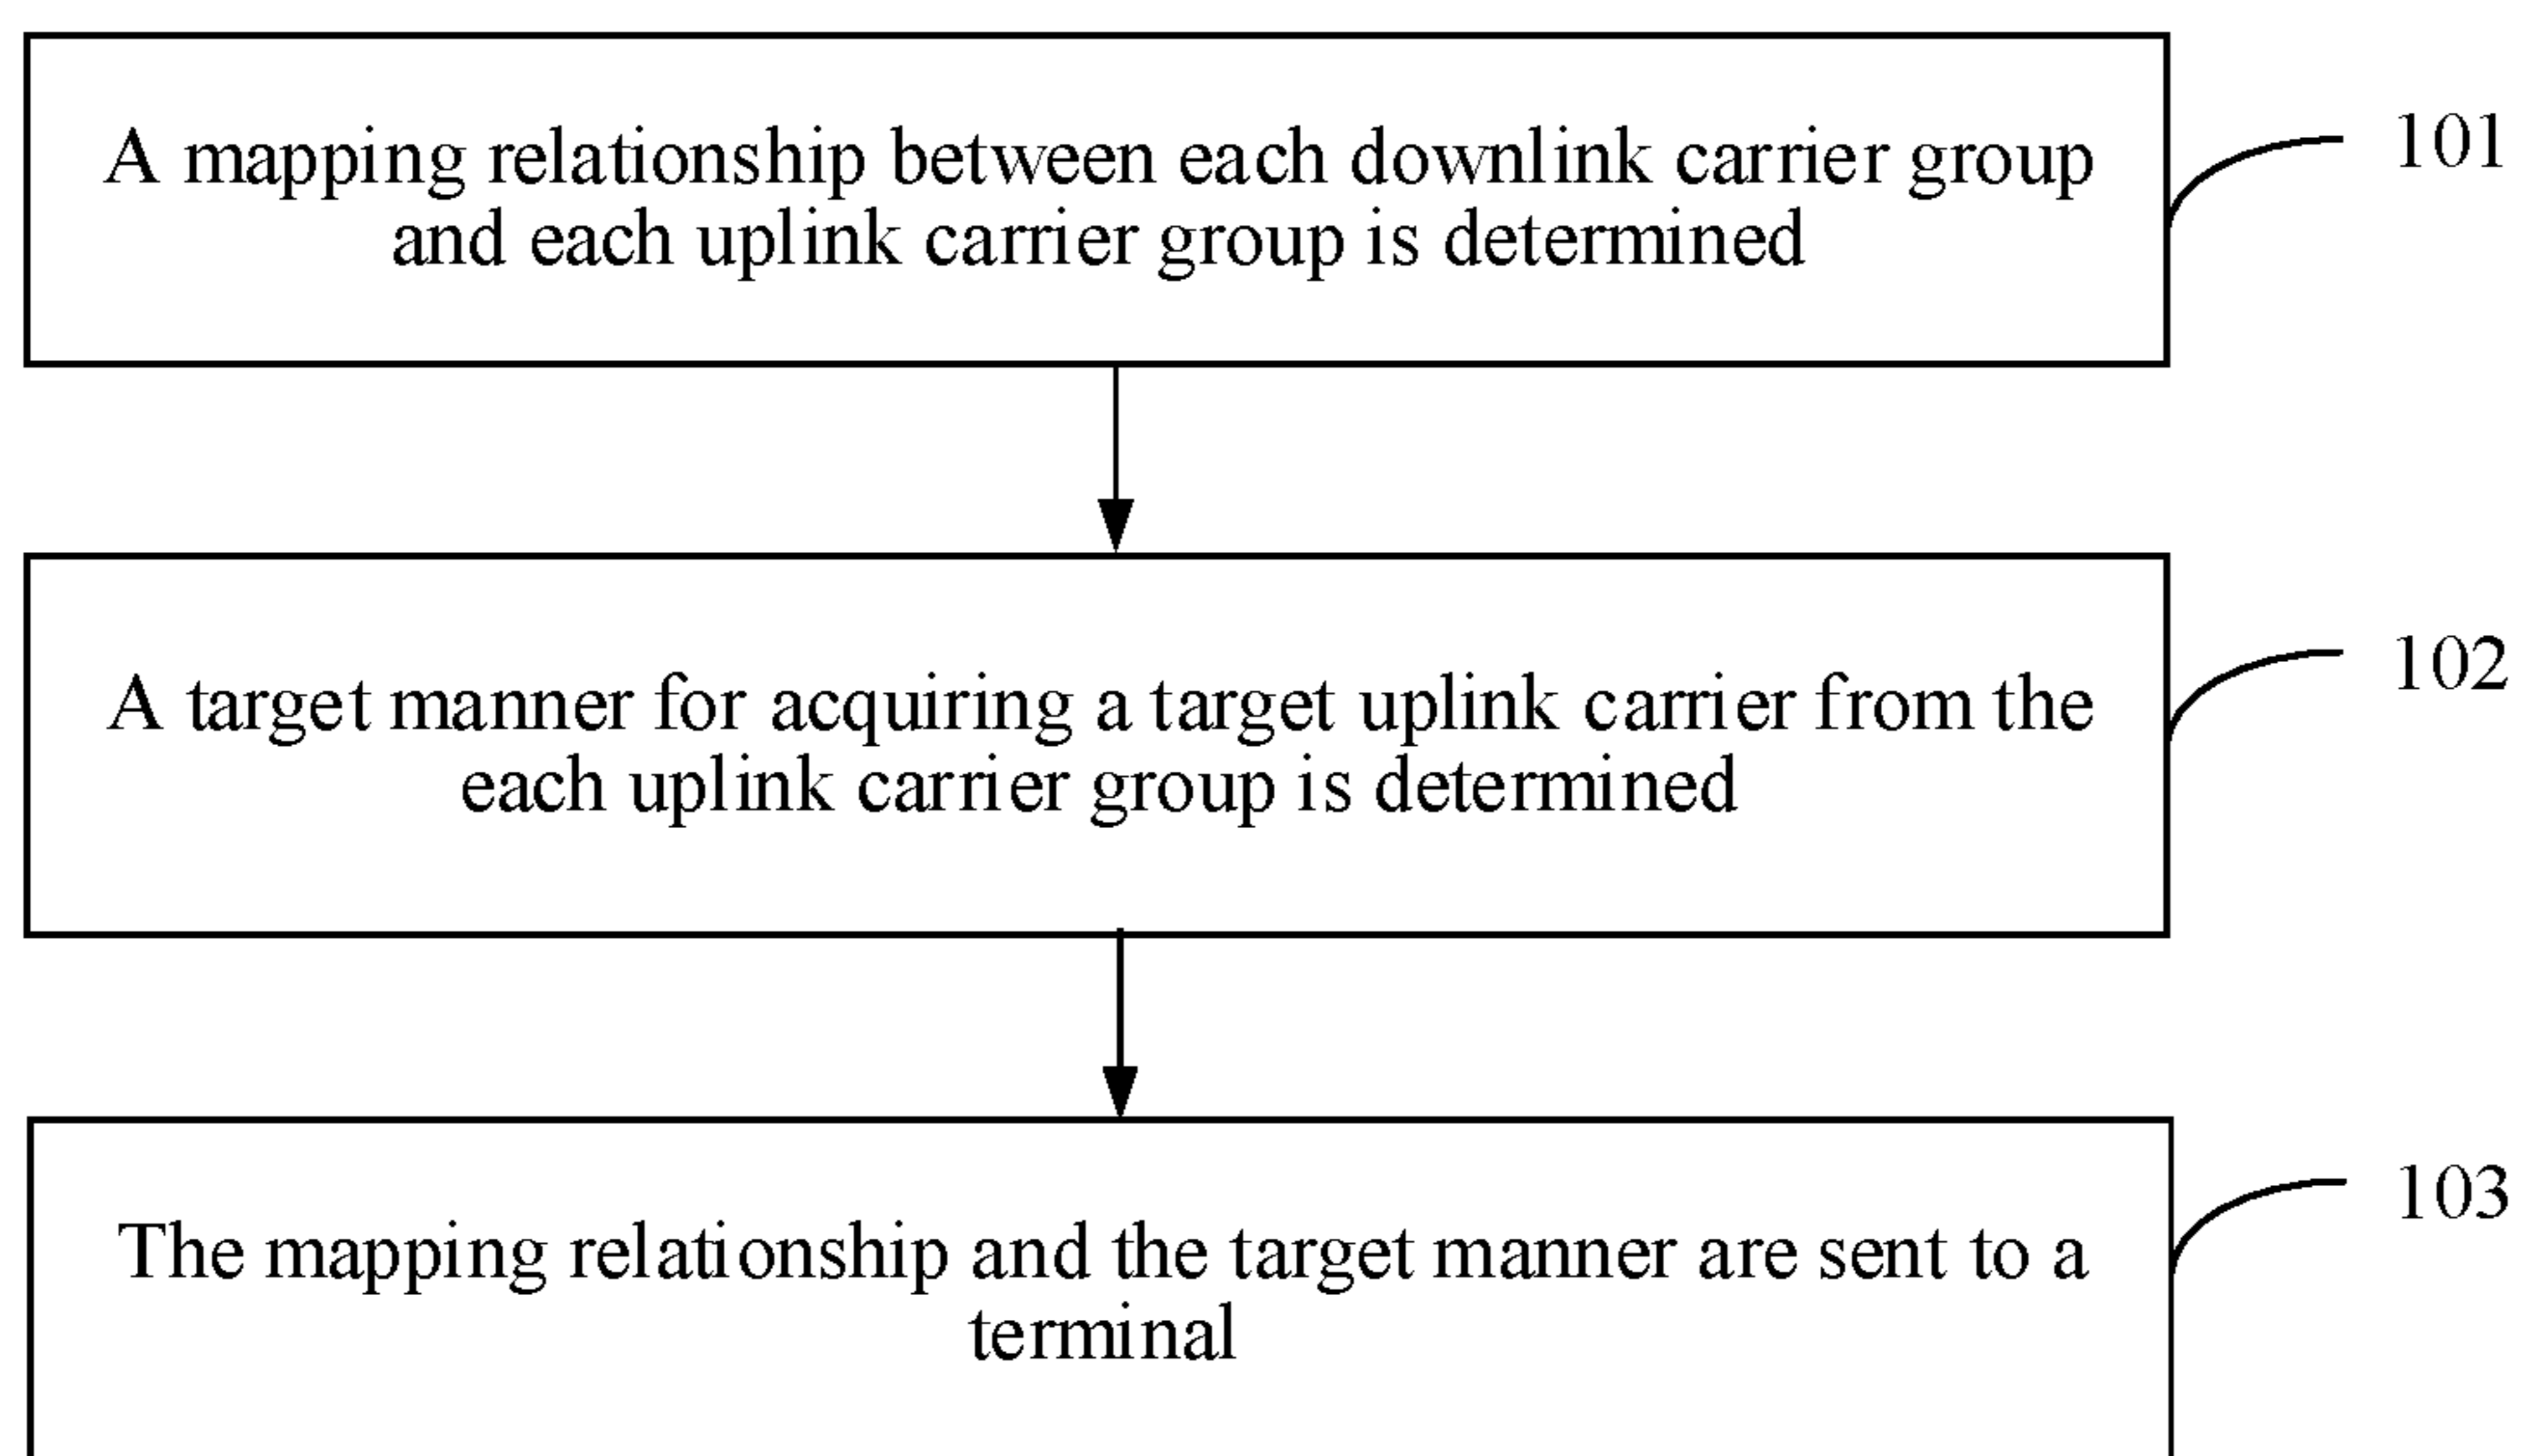 A mapping relationship between each downlink carrier group
and each uplink carrier group is determined
101
A target manner for acquiring a target uplink carrier from the
each uplink carrier group is determined
102
The mapping relationship and the target manner are sent to a
terminal
103